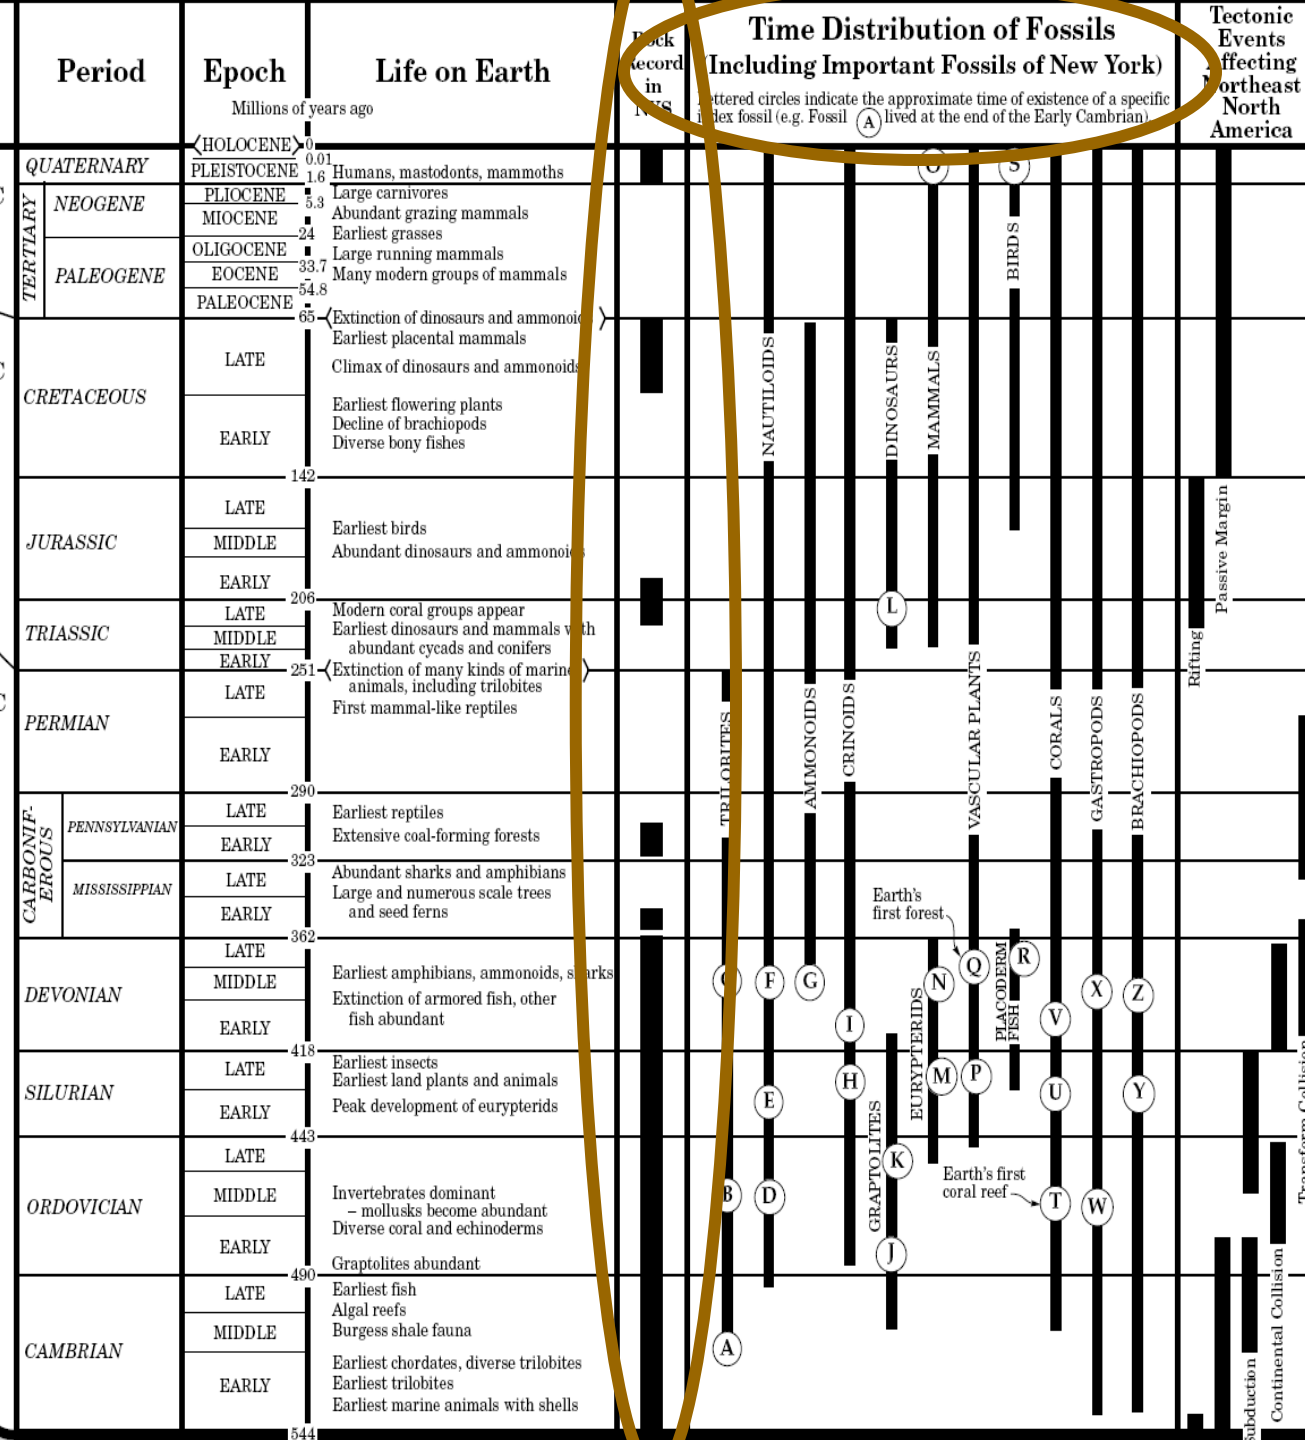 Period
Epoch
Life on Earth
Millions of years ago
Rock
Record
in
NYS
Time Distribution of Fossils
(Including Important Fossils of New York)
Lettered circles indicate the approximate time of existence of a specific
index fossil (e.g. Fossil A lived at the end of the Early Cambrian).
Tectonic
Events
Affecting
Northeast
North
America
QUATERNARY
HOLOCENE 0
0.01
PLEISTOCENE 1.6
Humans, mastodonts, mammoths
TERTIARY
NEOGENE
PLIOCENE
5.3
MIOCENE
24
Large carnivores
Abundant grazing mammals
Earliest grasses
PALEOGENE
OLIGOCENE
33.7
EOCENE
54.8
PALEOCENE
65
Large running mammals
Many modern groups of mammals
Extinction of dinosaurs and ammonoids
CRETACEOUS
LATE
EARLY
142
Earliest placental mammals
Climax of dinosaurs and ammonoids
Earliest flowering plants
Decline of brachiopods
Diverse bony fishes
JURASSIC
LATE
MIDDLE
EARLY
206
Earliest birds
Abundant dinosaurs and ammonoids
TRIASSIC
LATE
MIDDLE
EARLY
251
Modern coral groups appear
Earliest dinosaurs and mammals with
abundant cycads and conifers
Extinction of many kinds of marine
animals, including trilobites
PERMIAN
LATE
EARLY
290
First mammal-like reptiles
CARBONIF-
EROUS
PENNSYLVANIAN
LATE
EARLY
323
Earliest reptiles
Extensive coal-forming forests
MISSISSIPPIAN
LATE
EARLY
362
Abundant sharks and amphibians
Large and numerous scale trees
and seed ferns
DEVONIAN
LATE
MIDDLE
EARLY
418
Earliest amphibians, ammonoids, sharks
Extinction of armored fish, other
fish abundant
SILURIAN
LATE
EARLY
443
Earliest insects
Earliest land plants and animals
Peak development of eurypterids
ORDOVICIAN
LATE
MIDDLE
EARLY
490
Invertebrates dominant
– mollusks become abundant
Diverse coral and echinoderms
Graptolites abundant
CAMBRIAN
LATE
MIDDLE
EARLY
544
Earliest fish
Algal reefs
Burgess shale fauna
Earliest chordates, diverse trilobites
Earliest trilobites
Earliest marine animals with shells
TRILOBITES
C
B
A
NAUTILOIDS
F
E
D
AMMONOIDS
G
CRINOIDS
I
H
DINOSAURS
L
GRAPTOLITES
K
J
O
MAMMALS
EURYPTERIDS
N
M
VASCULAR PLANTS
Earth's
first forest
Q
P
S
BIRDS
PLACODERM
FISH
R
CORALS
V
U
Earth's first
coral reef
T
GASTROPODS
X
W
BRACHIOPODS
Z
Y
Rifting
Passive Margin
Transform Collision
Continental Collision
Subduction